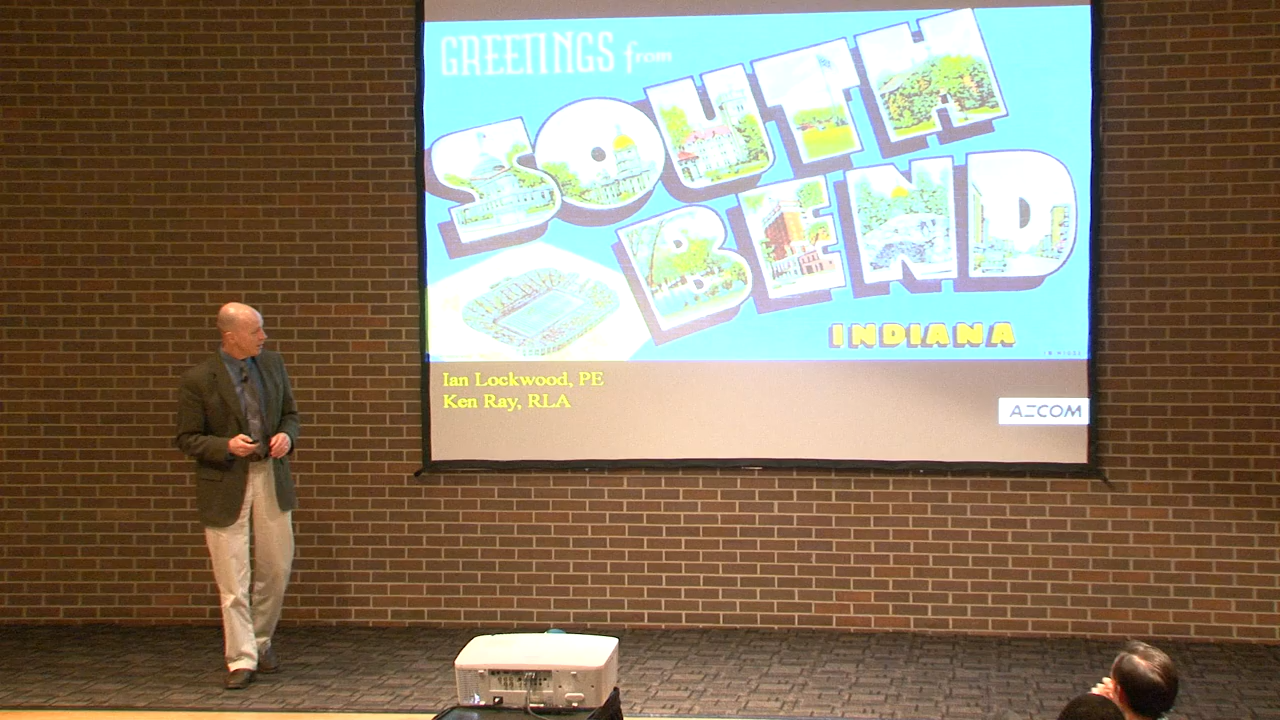 GREETINGS from
SOUTH
BEND
INDIANA
Ian Lockwood, PE
Ken Ray, RLA
AECOM